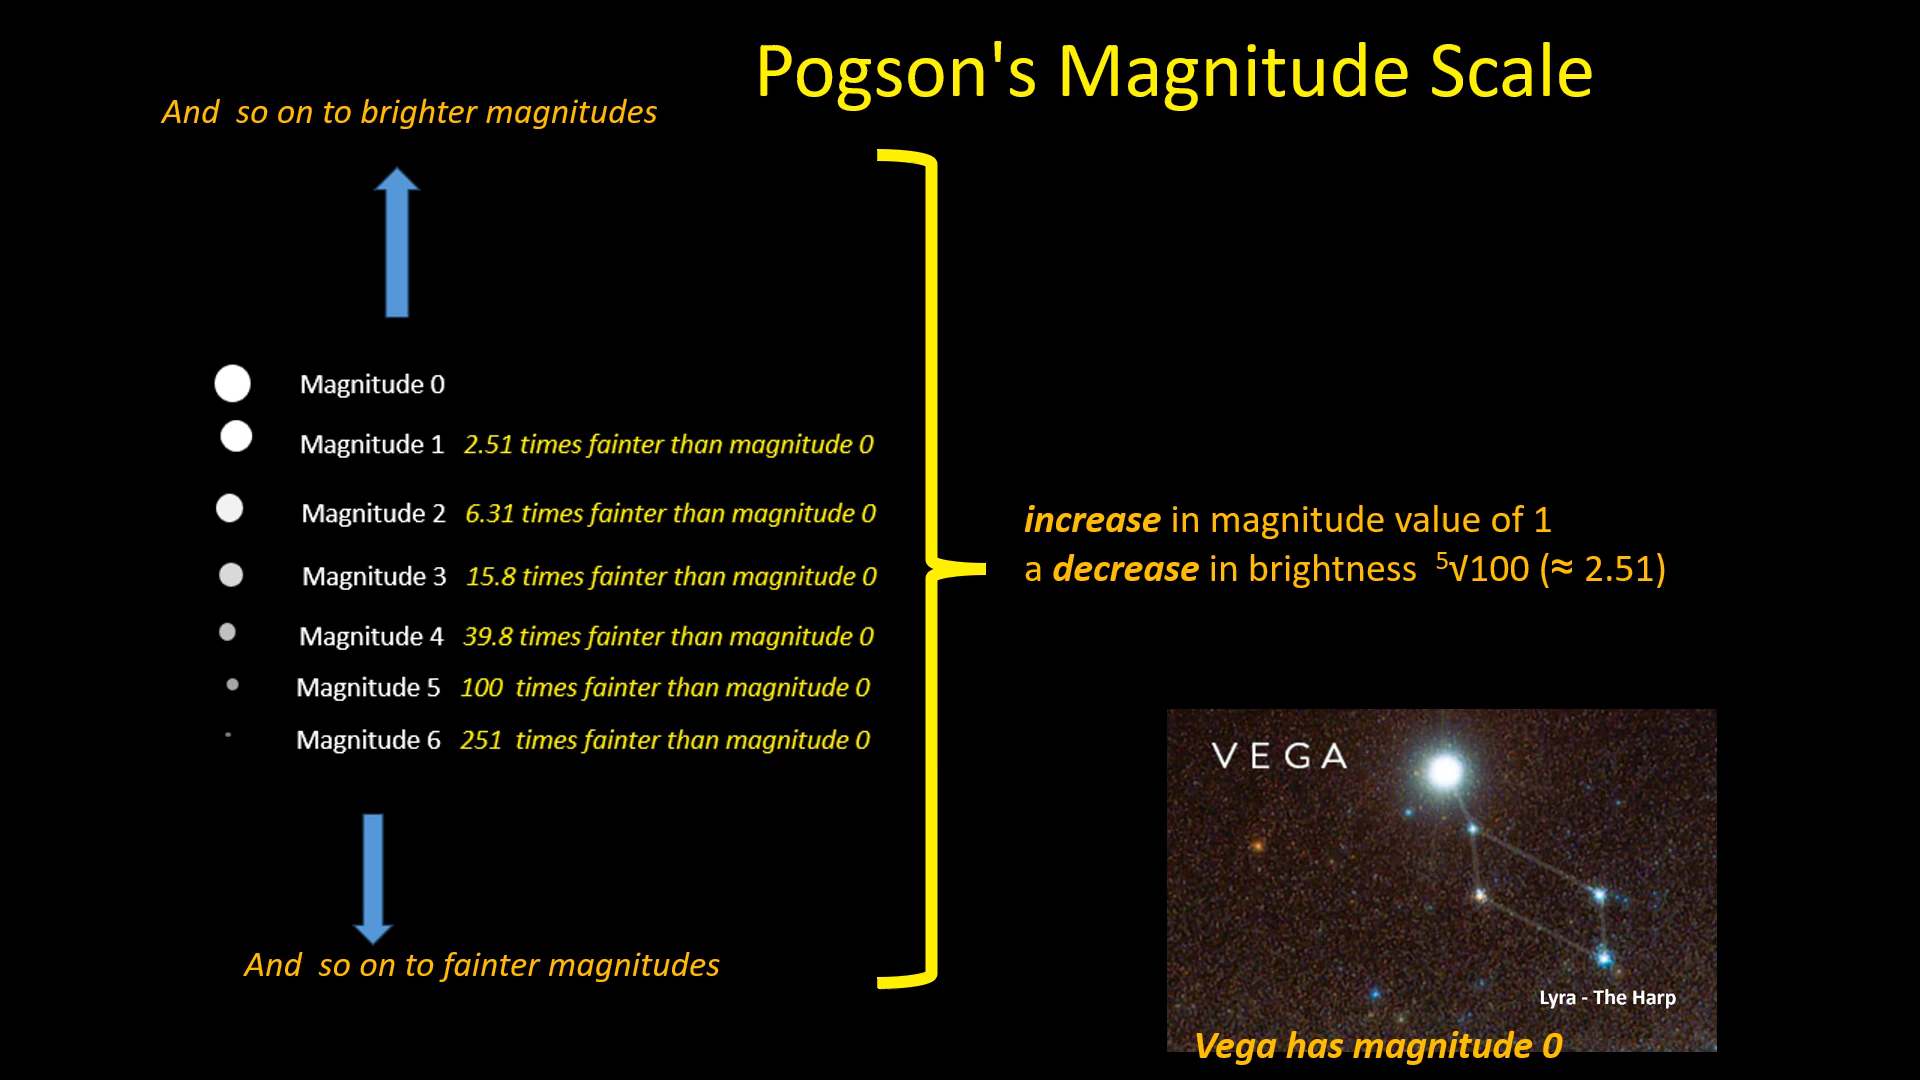 Pogson's Magnitude Scale
And so on to brighter magnitudes
Magnitude 0
Magnitude 1 2.51 times fainter than magnitude 0
Magnitude 2 6.31 times fainter than magnitude 0
Magnitude 3 15.8 times fainter than magnitude 0
Magnitude 4 39.8 times fainter than magnitude 0
Magnitude 5 100 times fainter than magnitude 0
Magnitude 6 251 times fainter than magnitude 0
And so on to fainter magnitudes
increase in magnitude value of 1
a decrease in brightness ⁵√100 (≈ 2.51)
VEGA
Lyra - The Harp
Vega has magnitude 0